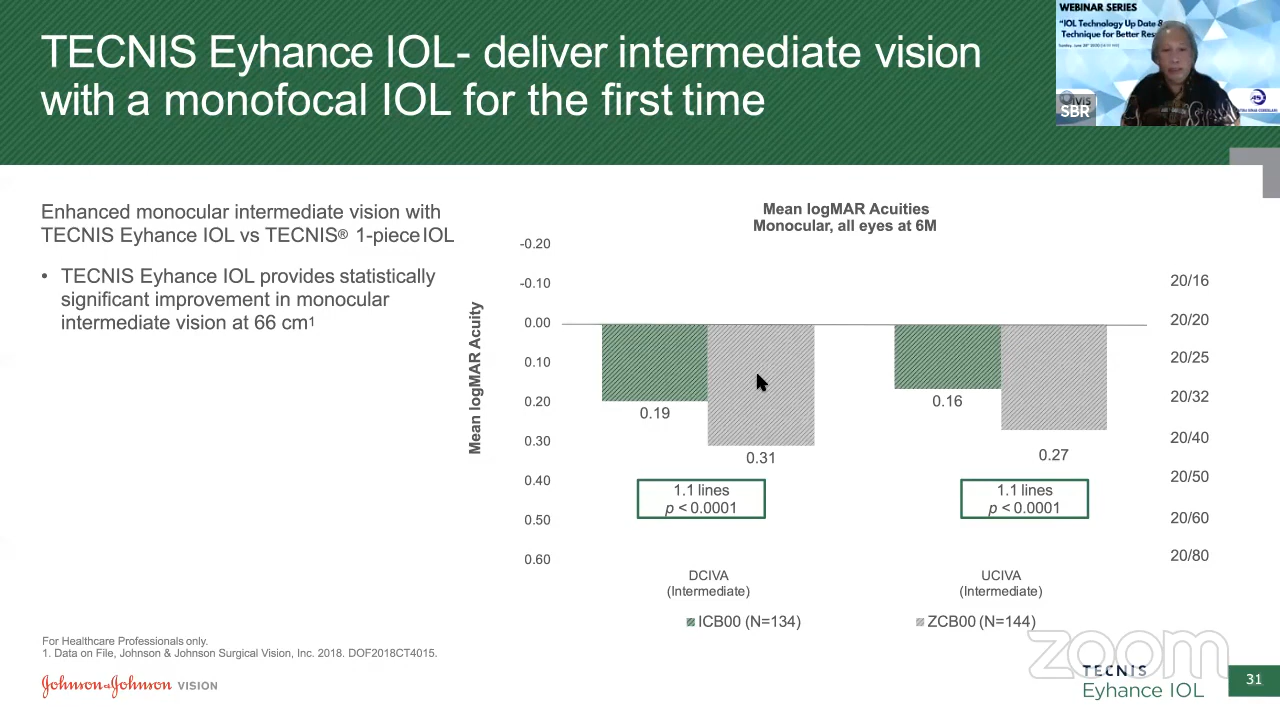 TECNIS Eyhance IOL- deliver intermediate vision
with a monofocal IOL for the first time
WEBINAR SERIES
"IOL Technology Up Date &
Technique for Better Res
SBR
Enhanced monocular intermediate vision with
TECNIS Eyhance IOL vs TECNIS® 1-piece IOL
• TECNIS Eyhance IOL provides statistically
significant improvement in monocular
intermediate vision at 66 cm1
Mean logMAR Acuities
Monocular, all eyes at 6M
Mean logMAR Acuity
-0.20
-0.10
0.00
0.10
0.20
0.30
0.40
0.50
0.60
0.19
0.31
0.16
0.27
1.1 lines
p < 0.0001
1.1 lines
p < 0.0001
20/16
20/20
20/25
20/32
20/40
20/50
20/60
20/80
DCIVA
(Intermediate)
UCIVA
(Intermediate)
ICB00 (N=134)
ZCB00 (N=144)
For Healthcare Professionals only.
1. Data on File, Johnson & Johnson Surgical Vision, Inc. 2018. DOF2018CT4015.
Johnson & Johnson VISION
zoom
TECNIS
Eyhance IOL
31